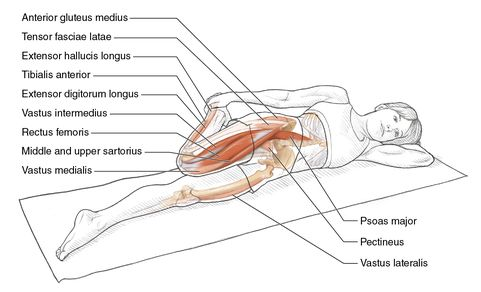 Anterior gluteus medius
Tensor fasciae latae
Extensor hallucis longus
Tibialis anterior
Extensor digitorum longus
Vastus intermedius
Rectus femoris
Middle and upper sartorius
Vastus medialis
Psoas major
Pectineus
Vastus lateralis